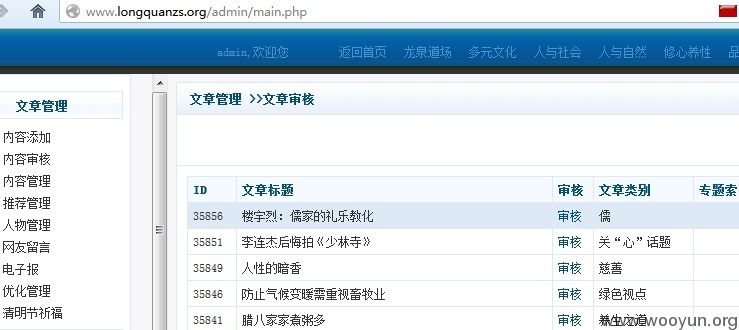 www.longquanzs.org/admin/main.php
admin,欢迎您 返回首页 龙泉道场 多元文化 人与社会 人与自然 修心养性 品
文章管理
文章管理 >>文章审核
内容添加
内容审核
内容管理
推荐管理
人物管理
网友留言
电子报
优化管理
清明节祈福
ID 文章标题 审核 文章类别 专题索
35856 楼宇烈：儒家的礼乐教化 审核 儒
35851 李连杰后悔拍《少林寺》 审核 关“心”话题
35849 人性的暗香 审核 慈善
35846 防止气候变暖需重视畜牧业 审核 绿色视点
35841 腊八家家煮粥多 审核 养生之道
www.wooyun.org